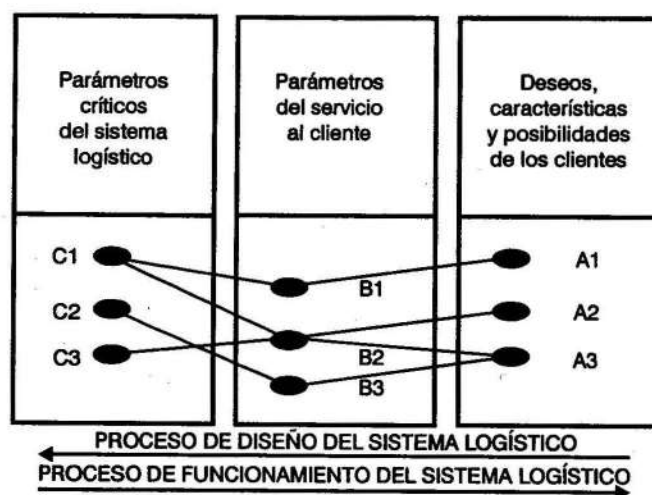 Parámetros
críticos
del sistema
logístico
Parámetros
del servicio
al cliente
Deseos,
características
y posibilidades
de los clientes
C1
C2
C3
B1
B2
B3
A1
A2
A3
PROCESO DE DISEÑO DEL SISTEMA LOGÍSTICO
PROCESO DE FUNCIONAMIENTO DEL SISTEMA LOGÍSTICO